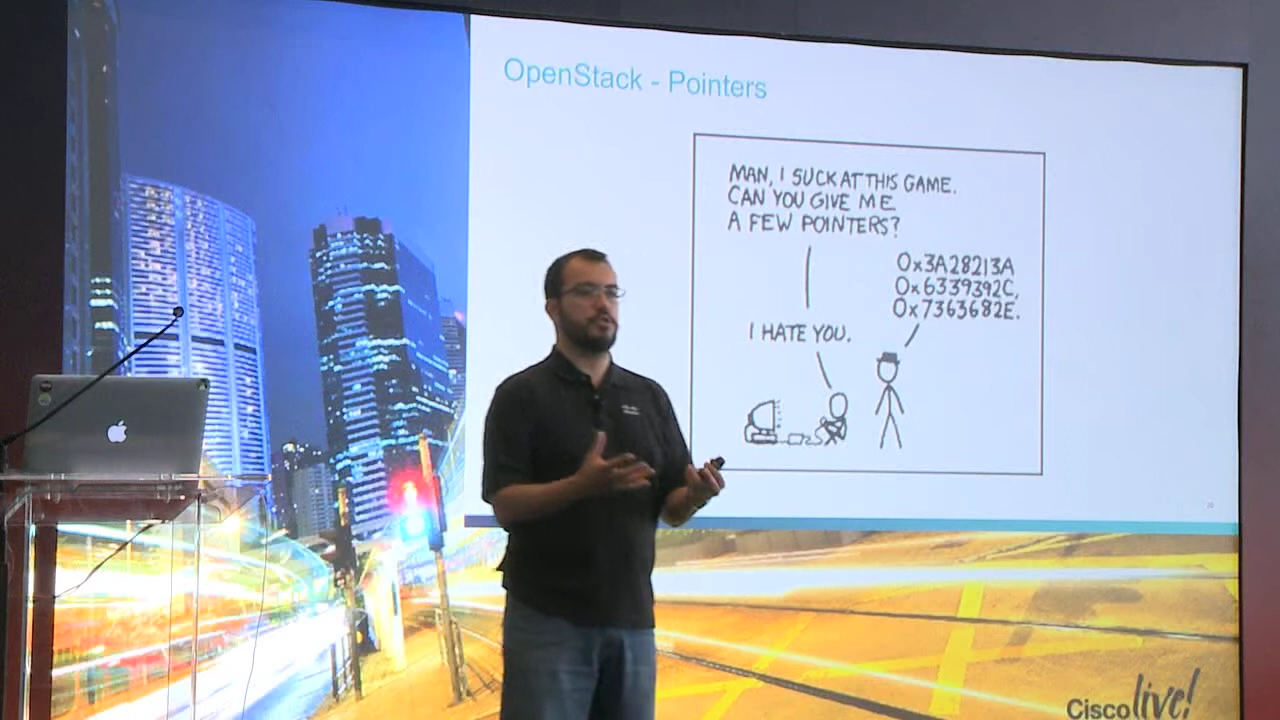 OpenStack - Pointers
MAN, I SUCK AT THIS GAME.
CAN YOU GIVE ME
A FEW POINTERS?
0x3A28213A
0x6339392C,
0x7363682E.
I HATE YOU.
Cisco live!